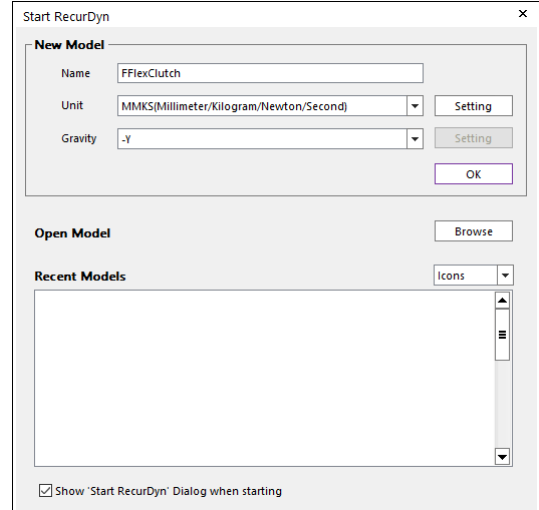 Start RecurDyn
New Model
Name FFlexClutch
Unit MMKS(Millimeter/Kilogram/Newton/Second) Setting
Gravity -Y Setting
OK
Open Model Browse
Recent Models Icons
Show 'Start RecurDyn' Dialog when starting